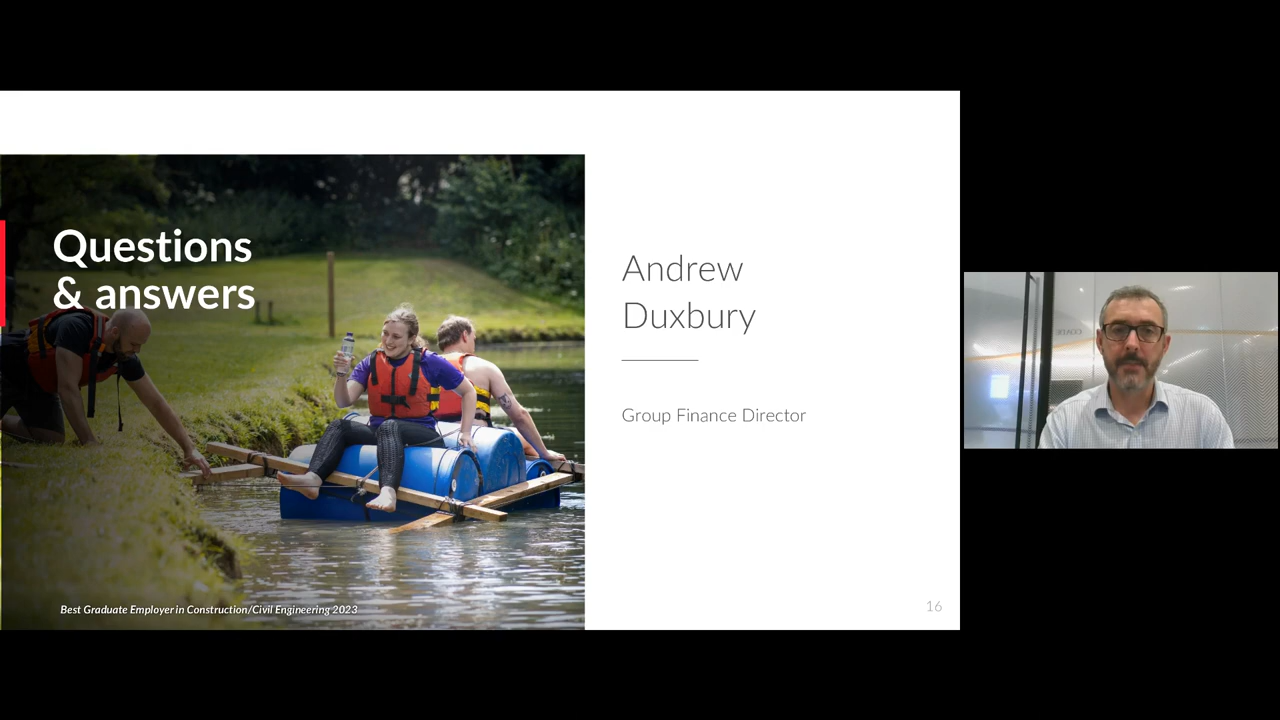 Questions
& answers
Best Graduate Employer in Construction/Civil Engineering 2023
Andrew
Duxbury
Group Finance Director
16